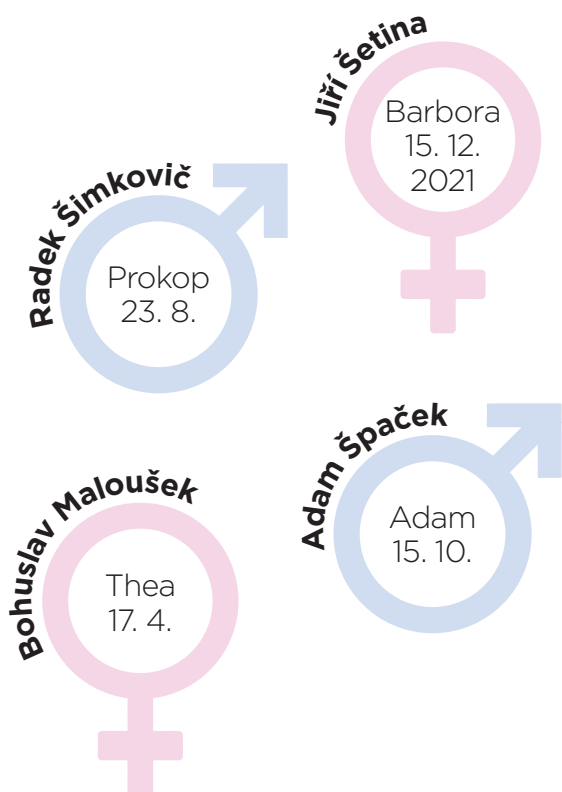 Jiří Šetina
Barbora
15. 12.
2021
Radek Šimkovič
Prokop
23. 8.
Adam Špaček
Adam
15. 10.
Bohuslav Maloušek
Thea
17. 4.